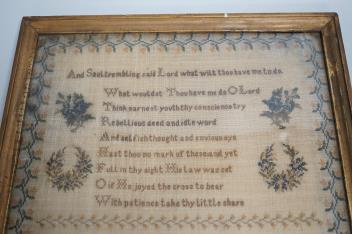 And Saul trembling said Lord what wilt thou have me to do
What wouldst Thou have me do O Lord
Think earnest youth thy conscience try
Rebellious deed and idle word
And selfish thought and envious eye
Hast thou no mark of these and yet
Full in thy sight His law was set
O if He joyed the cross to bear
With patience take thy little share